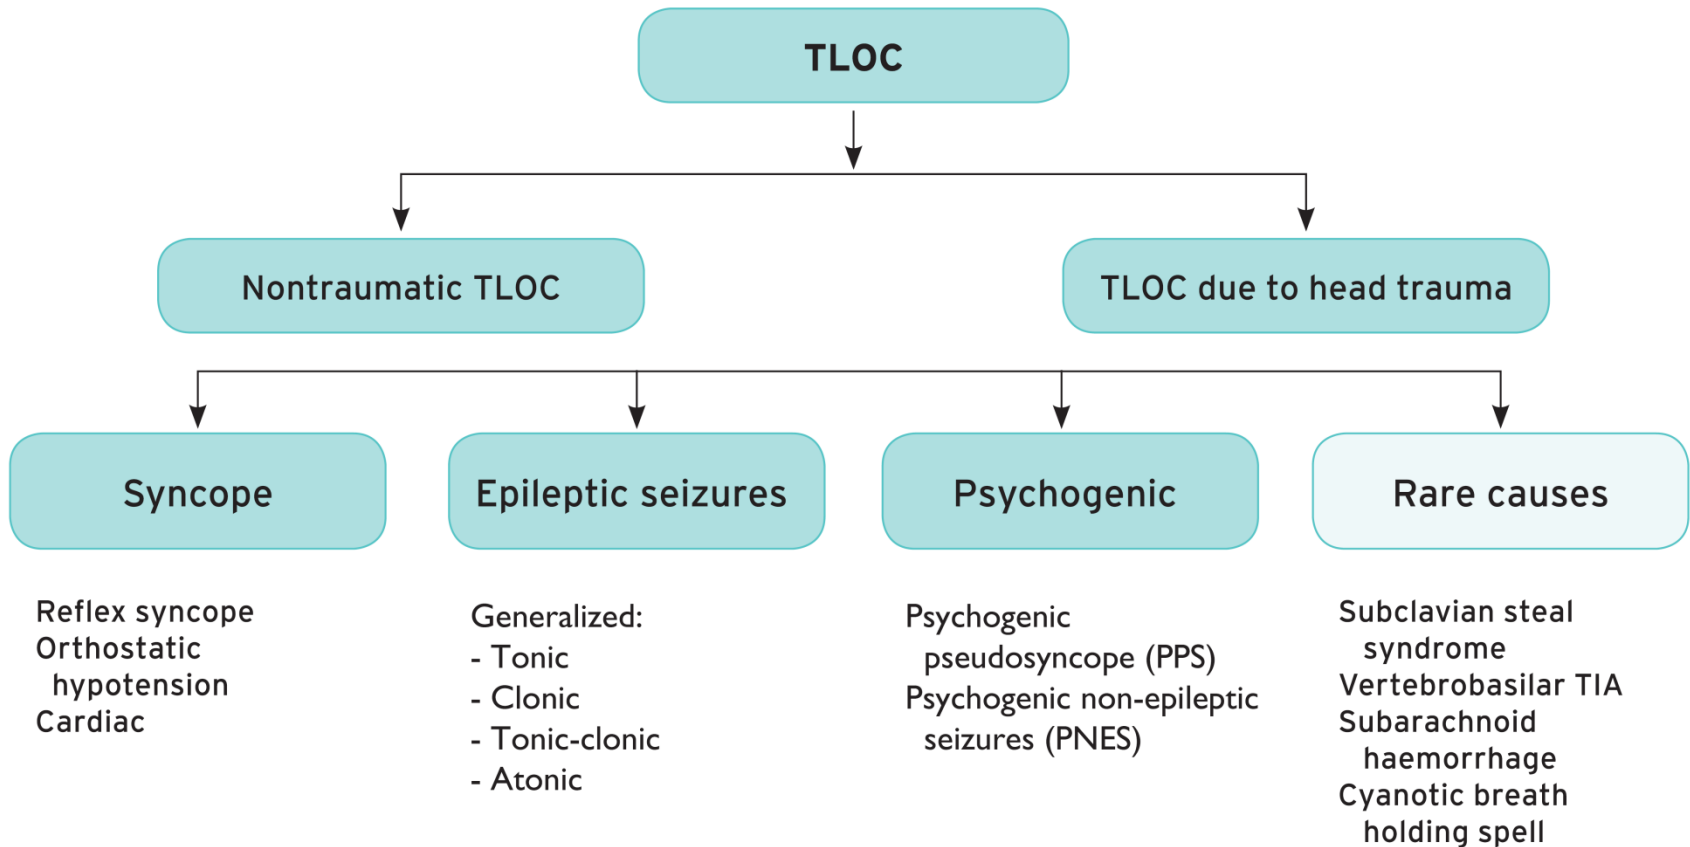 TLOC
Nontraumatic TLOC
TLOC due to head trauma
Syncope
Epileptic seizures
Psychogenic
Rare causes
Reflex syncope
Orthostatic
hypotension
Cardiac
Generalized:
- Tonic
- Clonic
- Tonic-clonic
- Atonic
Psychogenic
pseudosyncope (PPS)
Psychogenic non-epileptic
seizures (PNES)
Subclavian steal
syndrome
Vertebrobasilar TIA
Subarachnoid
haemorrhage
Cyanotic breath
holding spell